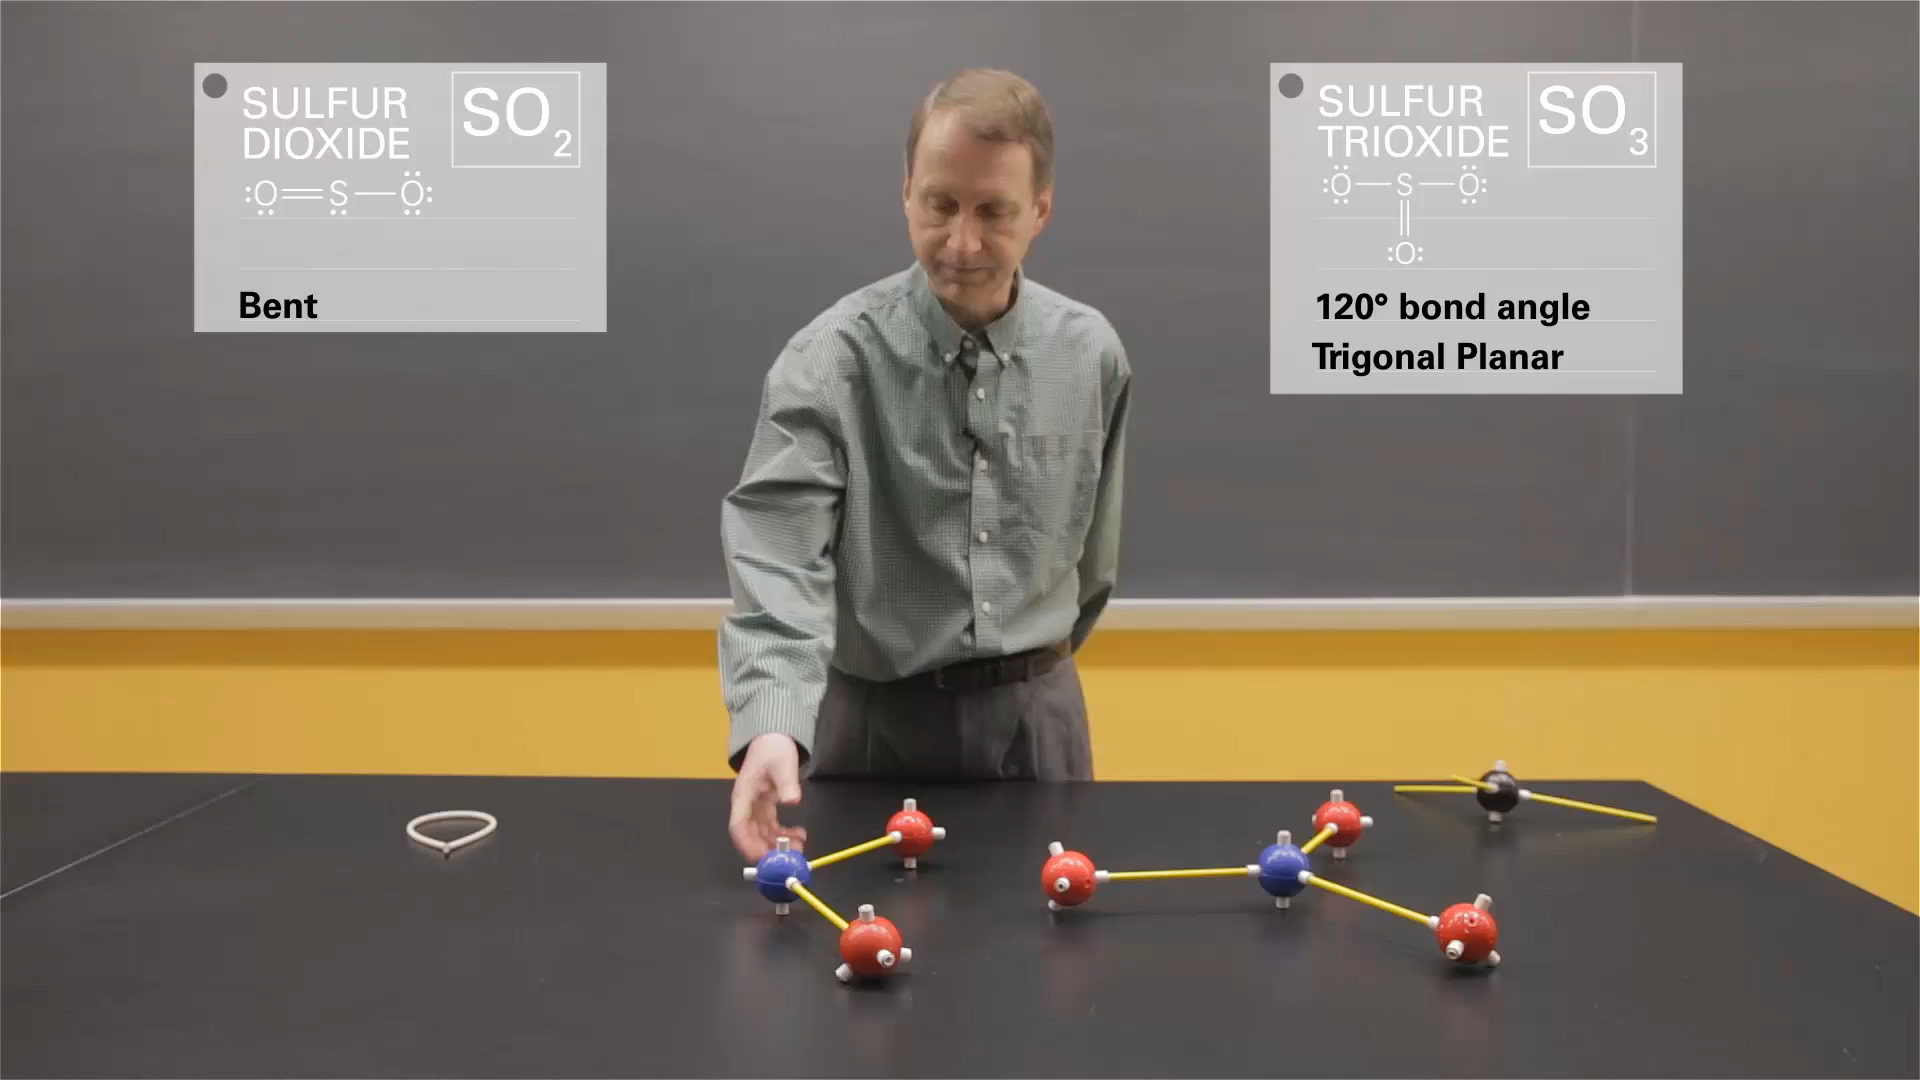 SULFUR
DIOXIDE
SO2
:O=S—O:
Bent
SULFUR
TRIOXIDE
SO3
:O—S—O:
:O:
120° bond angle
Trigonal Planar